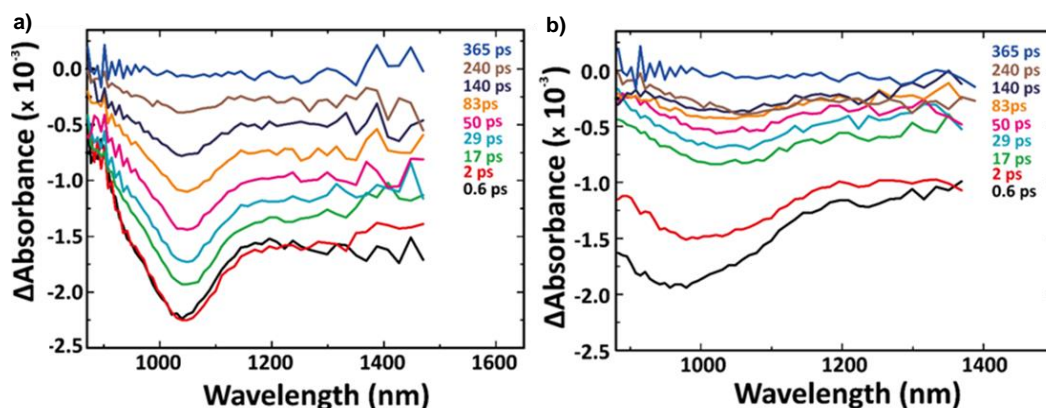 a)
ΔAbsorbance (x 10⁻³)
0.0
-0.5
-1.0
-1.5
-2.0
-2.5
365 ps
240 ps
140 ps
83ps
50 ps
29 ps
17 ps
2 ps
0.6 ps
1000 1200 1400 1600
Wavelength (nm)
b)
ΔAbsorbance (x 10⁻³)
0.0
-0.5
-1.0
-1.5
-2.0
-2.5
365 ps
240 ps
140 ps
83ps
50 ps
29 ps
17 ps
2 ps
0.6 ps
1000 1200 1400
Wavelength (nm)